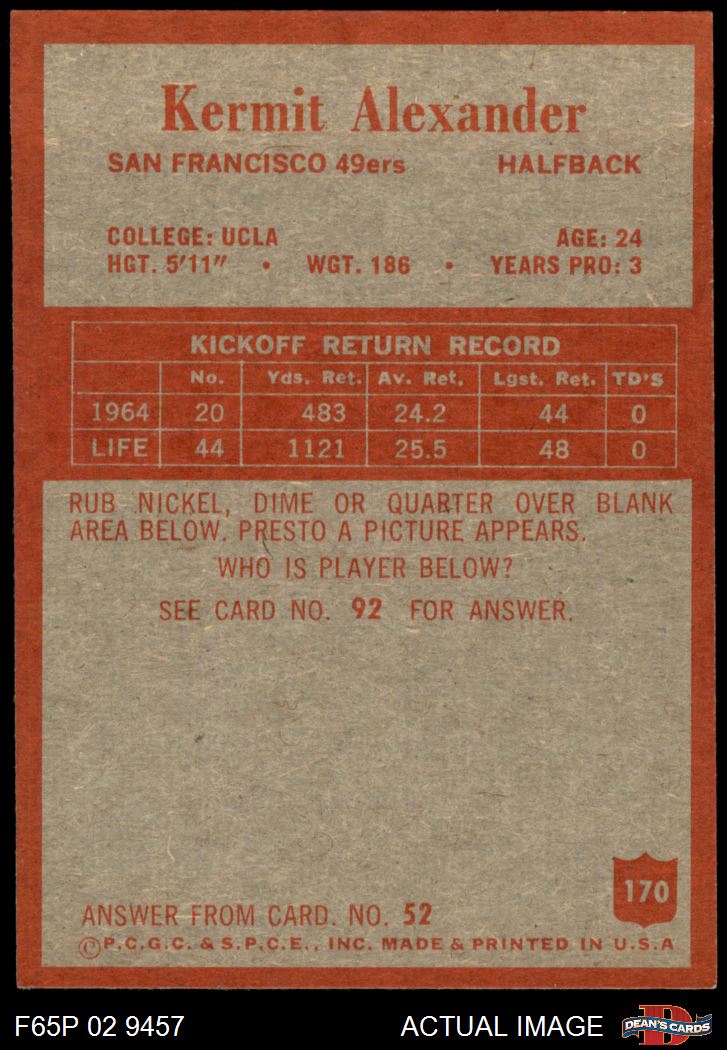 Kermit Alexander
SAN FRANCISCO 49ers HALFBACK
COLLEGE: UCLA AGE: 24
HGT. 5'11" • WGT. 186 • YEARS PRO: 3
KICKOFF RETURN RECORD
No. Yds. Ret. Av. Ret. Lgst. Ret. TD'S
1964 20 483 24.2 44 0
LIFE 44 1121 25.5 48 0
RUB NICKEL, DIME OR QUARTER OVER BLANK
AREA BELOW. PRESTO A PICTURE APPEARS.
WHO IS PLAYER BELOW?
SEE CARD NO. 92 FOR ANSWER.
170
ANSWER FROM CARD. NO. 52
©P.C.G.C. & S.P.C.E., INC. MADE & PRINTED IN U.S.A
F65P 02 9457 ACTUAL IMAGE
D
DEAN'S CARDS